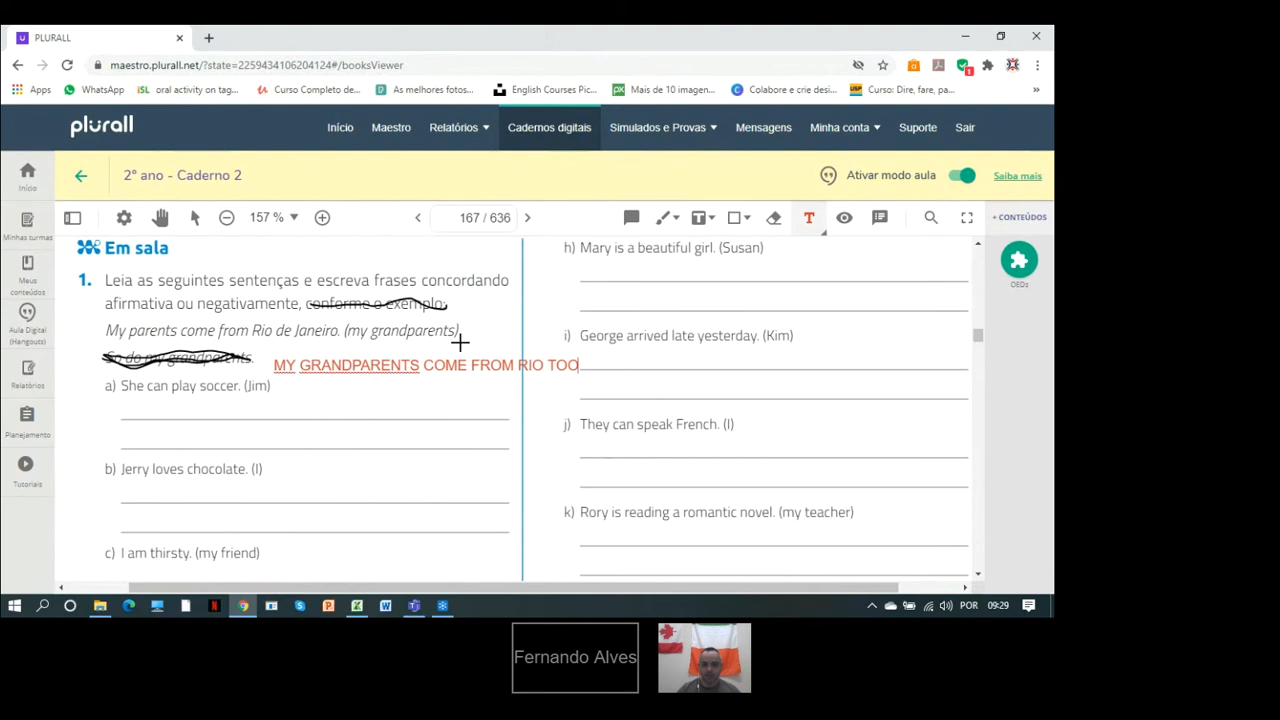 PLURALL
maestro.plurall.net/?state=2259434106204124#/booksViewer
Apps
WhatsApp
oral activity on tag...
Curso Completo de...
As melhores fotos...
English Courses Pic...
Mais de 10 imagen...
Colabore e crie desi...
Curso: Dire, fare, pa...
plurall
Início
Maestro
Relatórios
Cadernos digitais
Simulados e Provas
Mensagens
Minha conta
Suporte
Sair
Início
Minhas turmas
Meus conteúdos
Aula Digital (Hangouts)
Relatórios
Planejamento
Tutoriais
2º ano - Caderno 2
Ativar modo aula
Saiba mais
157 %
167 / 636
+ CONTEÚDOS
OEDs
Em sala
1. Leia as seguintes sentenças e escreva frases concordando
afirmativa ou negativamente, conforme o exemplo:
My parents come from Rio de Janeiro. (my grandparents)
So do my grandparents.
MY GRANDPARENTS COME FROM RIO TOO
a) She can play soccer. (Jim)
b) Jerry loves chocolate. (I)
c) I am thirsty. (my friend)
h) Mary is a beautiful girl. (Susan)
i) George arrived late yesterday. (Kim)
j) They can speak French. (I)
k) Rory is reading a romantic novel. (my teacher)
POR
09:29
Fernando Alves